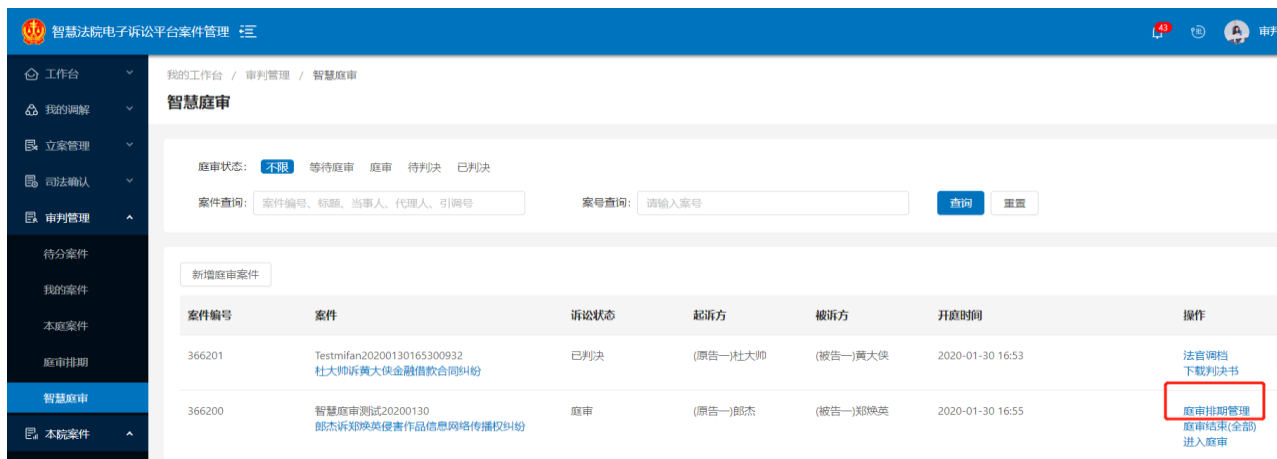 智慧法院电子诉讼平台案件管理
43
审判
工作台
我的调解
立案管理
司法确认
审判管理
待分案件
我的案件
本庭案件
庭审排期
智慧庭审
本院案件
我的工作台 / 审判管理 / 智慧庭审
智慧庭审
庭审状态: 不限 等待庭审 庭审 待判决 已判决
案件查询: 案件编号、标题、当事人、代理人、引调号 案号查询: 请输入案号 查询 重置
新增庭审案件
案件编号 案件 诉讼状态 起诉方 被诉方 开庭时间 操作
366201 Testmifan20200130165300932 已判决 (原告一)杜大帅 (被告一)黄大侠 2020-01-30 16:53 法官调档
杜大帅诉黄大侠金融借款合同纠纷 下载判决书
366200 智慧庭审测试20200130 庭审 (原告一)郎杰 (被告一)郑焕英 2020-01-30 16:55 庭审排期管理
郎杰诉郑焕英侵害作品信息网络传播权纠纷 庭审结束(全部)
进入庭审